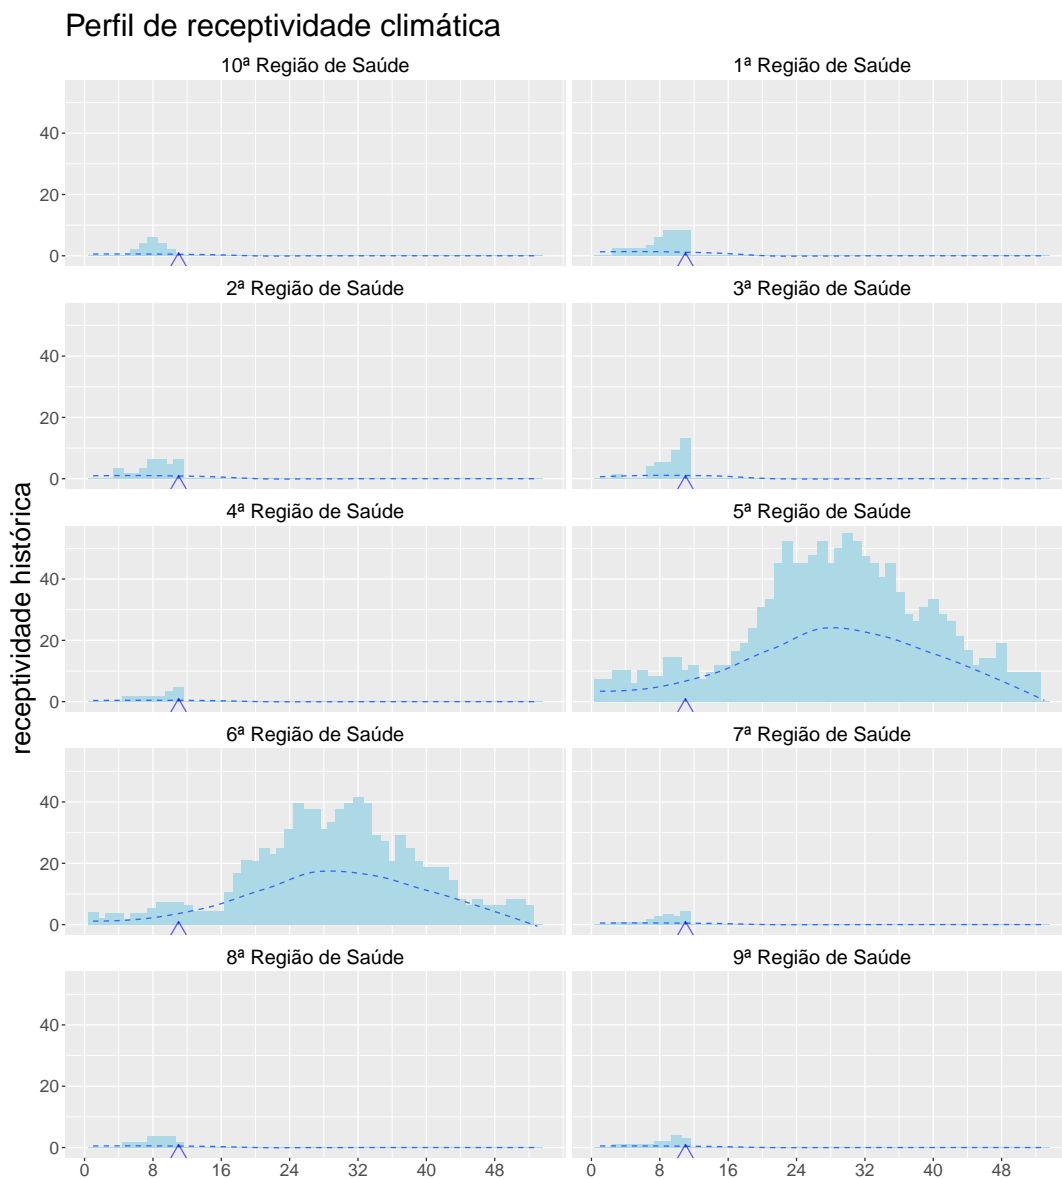 Perfil de receptividade climática
10ª Região de Saúde
1ª Região de Saúde
40
20
0
2ª Região de Saúde
3ª Região de Saúde
40
20
0
4ª Região de Saúde
5ª Região de Saúde
40
20
0
receptividade histórica
6ª Região de Saúde
7ª Região de Saúde
40
20
0
8ª Região de Saúde
9ª Região de Saúde
40
20
0
0 8 16 24 32 40 48
0 8 16 24 32 40 48